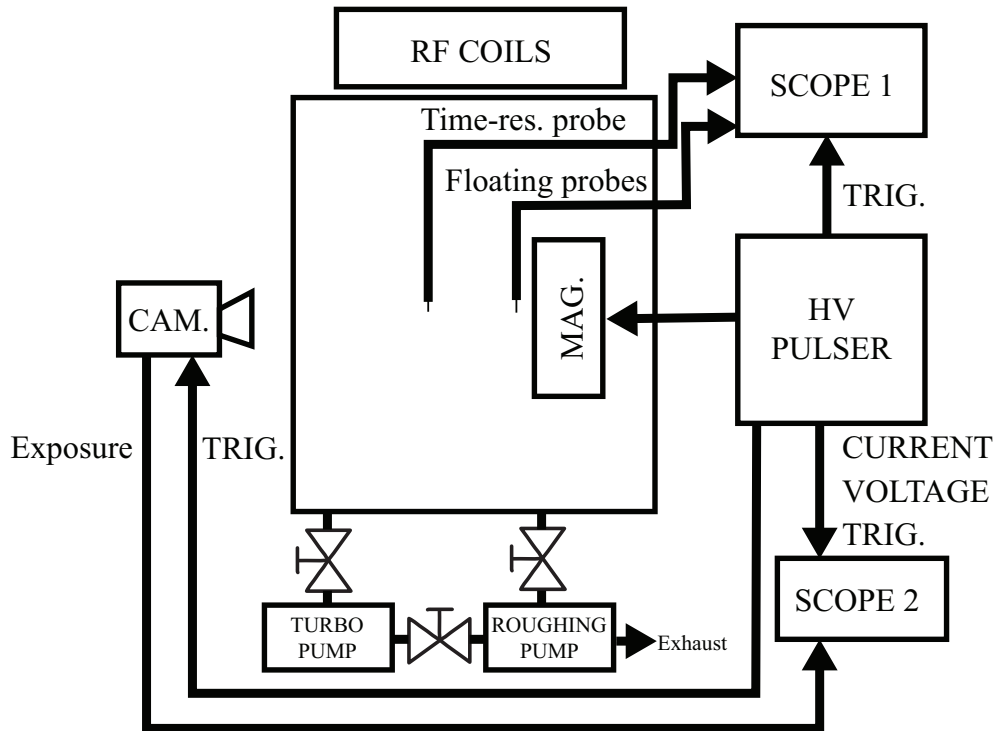 RF COILS
SCOPE 1
Time-res. probe
Floating probes
TRIG.
CAM.
MAG.
HV
PULSER
Exposure
TRIG.
CURRENT
VOLTAGE
TRIG.
SCOPE 2
TURBO
PUMP
ROUGHING
PUMP
Exhaust